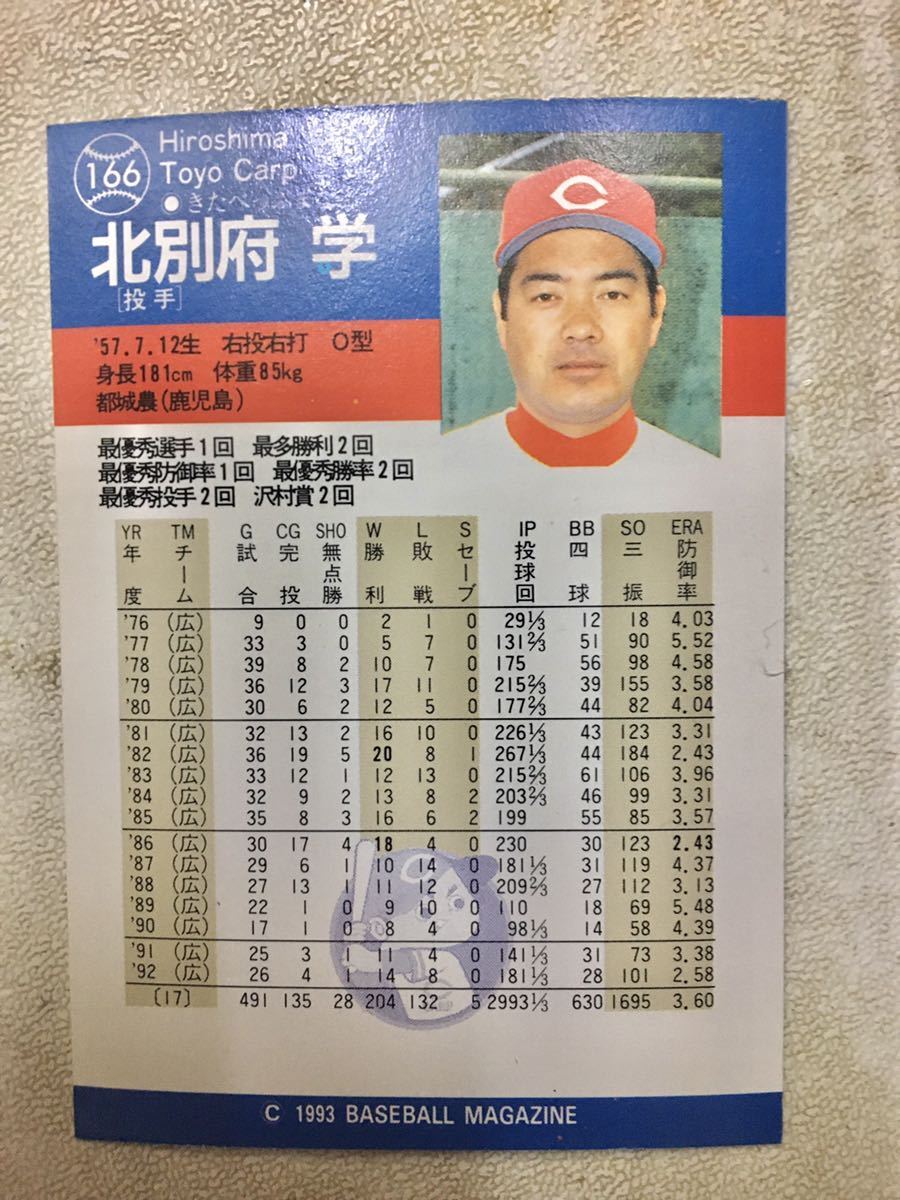 166
Hiroshima
Toyo Carp
●きたべ
北別府 学
[投手]
C
'57.7.12生 右投右打 O型
身長181cm 体重85kg
都城農(鹿児島)
最優秀選手1回 最多勝利2回
最優秀防御率1回 最優秀勝率2回
最優秀投手2回 沢村賞2回
YR TM G CG SHO W L S IP BB SO ERA
年度 チーム 試合 完投 無点勝 勝利 敗戦 セーブ 投球回 四球 三振 防御率
'76 (広) 9 0 0 2 1 0 29⅓ 12 18 4.03
'77 (広) 33 3 0 5 7 0 131⅔ 51 90 5.52
'78 (広) 39 8 2 10 7 0 175 56 98 4.58
'79 (広) 36 12 3 17 11 0 215⅔ 39 155 3.58
'80 (広) 30 6 2 12 5 0 177⅔ 44 82 4.04
'81 (広) 32 13 2 16 10 0 226⅓ 43 123 3.31
'82 (広) 36 19 5 20 8 1 267⅓ 44 184 2.43
'83 (広) 33 12 1 12 13 0 215⅔ 61 106 3.96
'84 (広) 32 9 2 13 8 2 203⅔ 46 99 3.31
'85 (広) 35 8 3 16 6 2 199 55 85 3.57
'86 (広) 30 17 4 18 4 0 230 30 123 2.43
'87 (広) 29 6 1 10 14 0 181⅓ 31 119 4.37
'88 (広) 27 13 1 11 12 0 209⅔ 27 112 3.13
'89 (広) 22 1 0 9 10 0 110 18 69 5.48
'90 (広) 17 1 0 8 4 0 98⅓ 14 58 4.39
'91 (広) 25 3 1 11 4 0 141⅓ 31 73 3.38
'92 (広) 26 4 1 14 8 0 181⅓ 28 101 2.58
〔17〕 491 135 28 204 132 5 2993⅓ 630 1695 3.60
C 1993 BASEBALL MAGAZINE